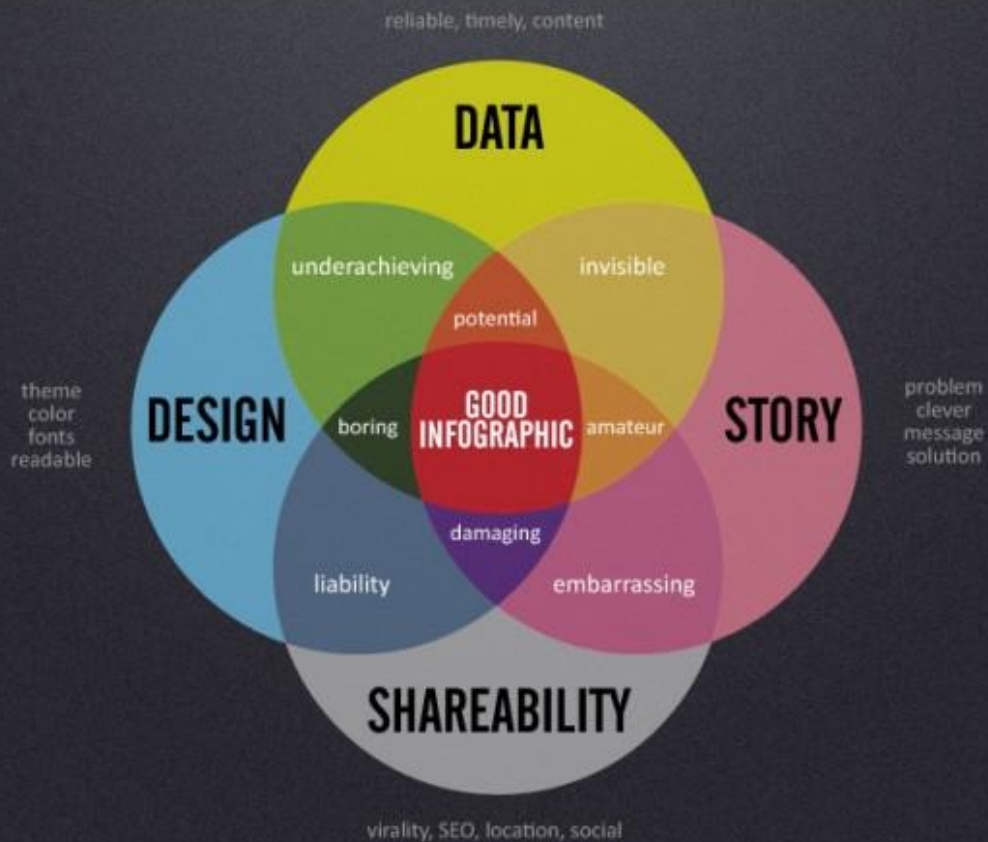 reliable, timely, content
DATA
underachieving
invisible
potential
theme
color
fonts
readable
DESIGN
boring
GOOD
INFOGRAPHIC
amateur
STORY
problem
clever
message
solution
damaging
liability
embarrassing
SHAREABILITY
virality, SEO, location, social